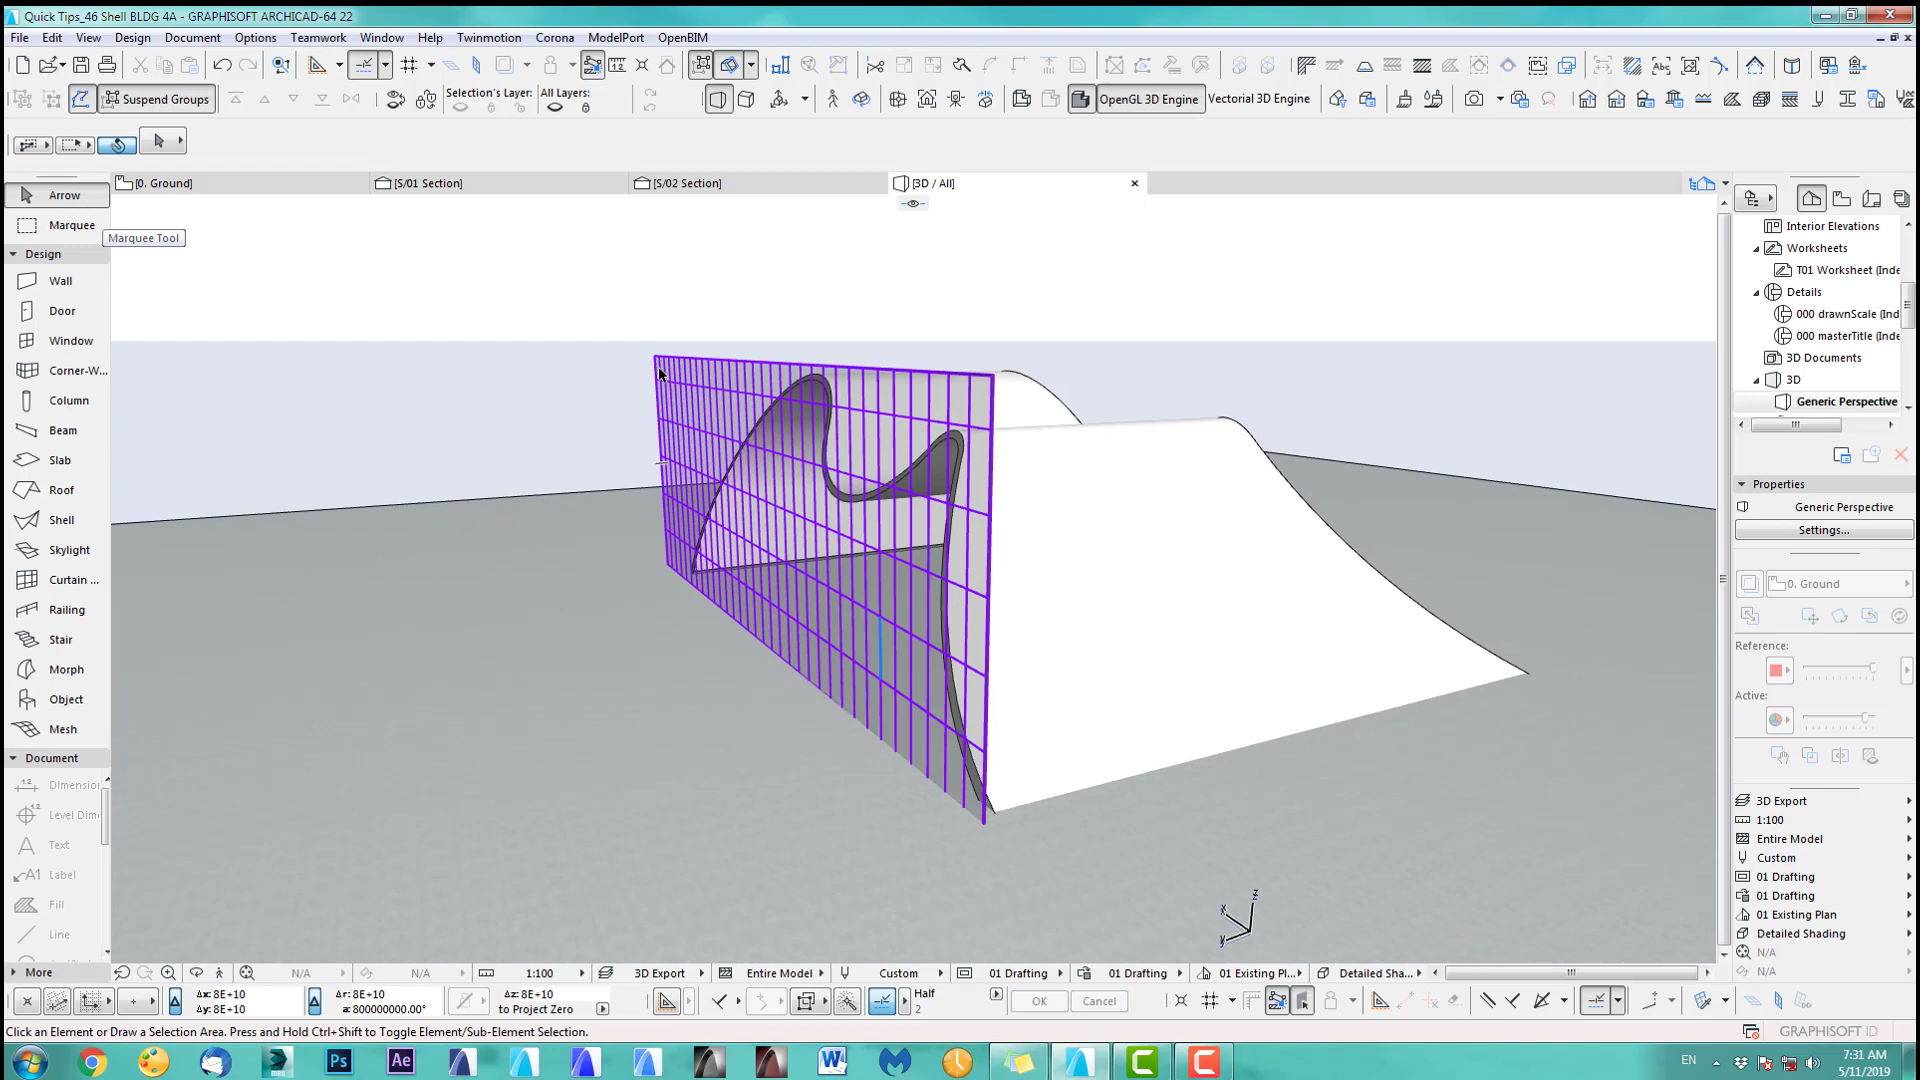 Quick Tips_46 Shell BLDG 4A - GRAPHISOFT ARCHICAD-64 22
File Edit View Design Document Options Teamwork Window Help Twinmotion Corona ModelPort OpenBIM
Suspend Groups
Selection's Layer:
All Layers:
OpenGL 3D Engine
Vectorial 3D Engine
[0. Ground]
[S/01 Section]
[S/02 Section]
[3D / All]
Arrow
Marquee
Marquee Tool
Design
Wall
Door
Window
Corner-W...
Column
Beam
Slab
Roof
Shell
Skylight
Curtain ...
Railing
Stair
Morph
Object
Mesh
Document
Dimension
Level Dim
Text
A1 Label
Fill
Line
More
z
x
y
Interior Elevations
Worksheets
T01 Worksheet (Inde
Details
000 drawnScale (Ind
000 masterTitle (Inde
3D Documents
3D
Generic Perspective
Properties
Generic Perspective
Settings...
0. Ground
Reference:
Active:
3D Export
1:100
Entire Model
Custom
01 Drafting
01 Drafting
01 Existing Plan
Detailed Shading
N/A
N/A
N/A N/A 1:100 3D Export Entire Model Custom 01 Drafting 01 Drafting 01 Existing Pl... Detailed Sha...
Δx: 8E+10 Δr: 8E+10 Δz: 8E+10 Half OK Cancel
Δy: 8E+10 a: 800000000.00° to Project Zero 2
Click an Element or Draw a Selection Area. Press and Hold Ctrl+Shift to Toggle Element/Sub-Element Selection.
GRAPHISOFT ID
Ps Ae W C C
EN
7:31 AM
5/11/2019